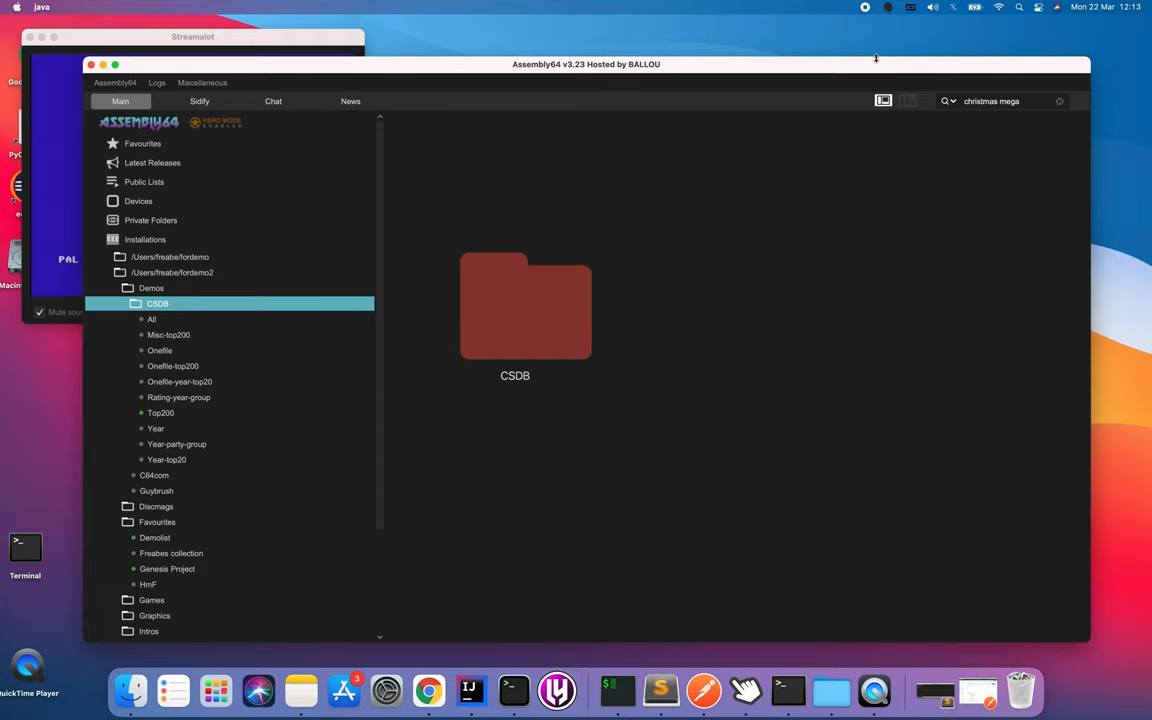 java
Mon 22 Mar 12:13
Streamalot
Assembly64 v3.23 Hosted by BALLOU
Assembly64 Logs Miscellaneous
Main Sidify Chat News
christmas mega
ASSEMBLY64 HERO MODE
ENABLED
Favourites
Latest Releases
Public Lists
Devices
Private Folders
Installations
/Users/freabe/fordemo
/Users/freabe/fordemo2
Demos
CSDB
All
Misc-top200
Onefile
Onefile-top200
Onefile-year-top20
Rating-year-group
Top200
Year
Year-party-group
Year-top20
C64com
Guybrush
Discmags
Favourites
Demolist
Freabes collection
Genesis Project
HmF
Games
Graphics
Intros
CSDB
PAL
Mute sou
Goo
PyC
Macin
>_
Terminal
QuickTime Player
3
IJ
>_
$
S
>_